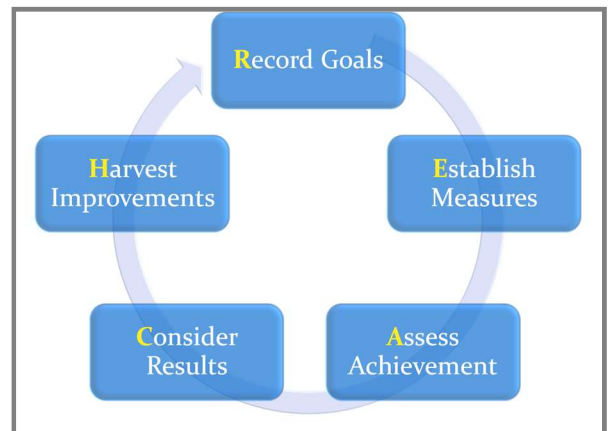 Record Goals
Establish
Measures
Assess
Achievement
Consider
Results
Harvest
Improvements